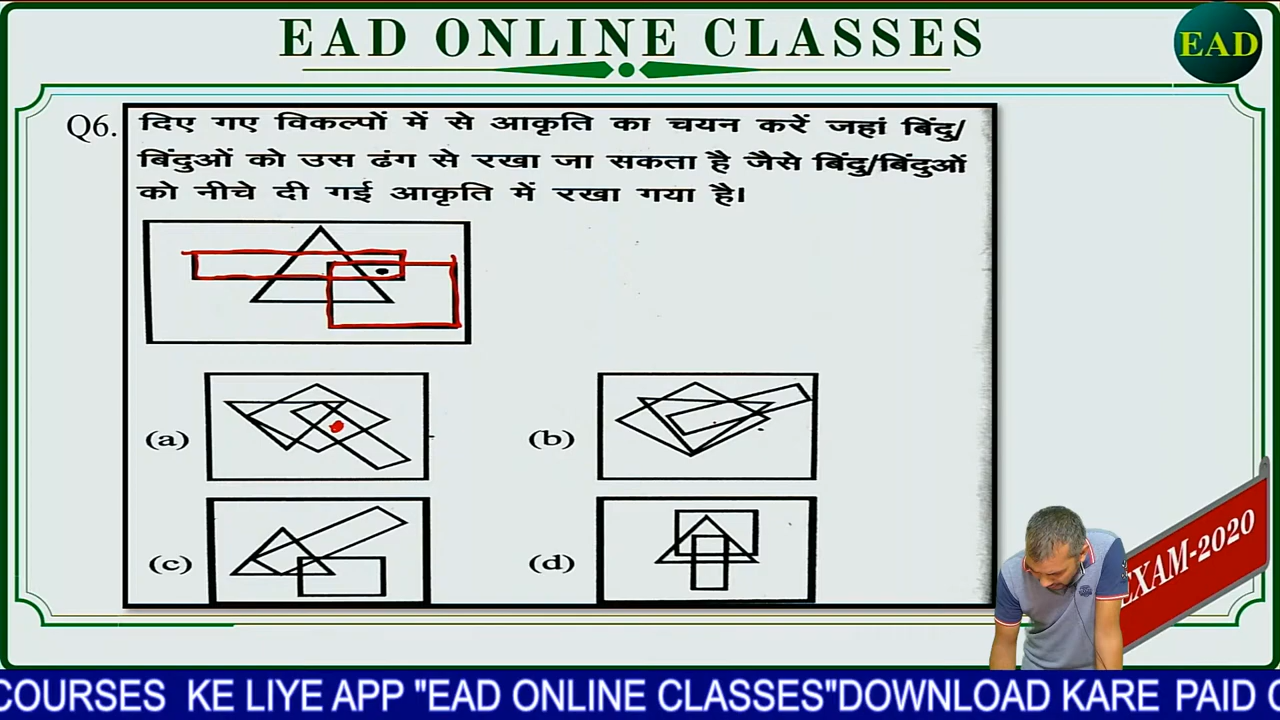 EAD ONLINE CLASSES
EAD
Q6. दिए गए विकल्पों में से आकृति का चयन करें जहां बिंदु/
बिंदुओं को उस ढंग से रखा जा सकता है जैसे बिंदु/बिंदुओं
को नीचे दी गई आकृति में रखा गया है।
(a) (b)
(c) (d)
EXAM-2020
COURSES KE LIYE APP "EAD ONLINE CLASSES"DOWNLOAD KARE PAID